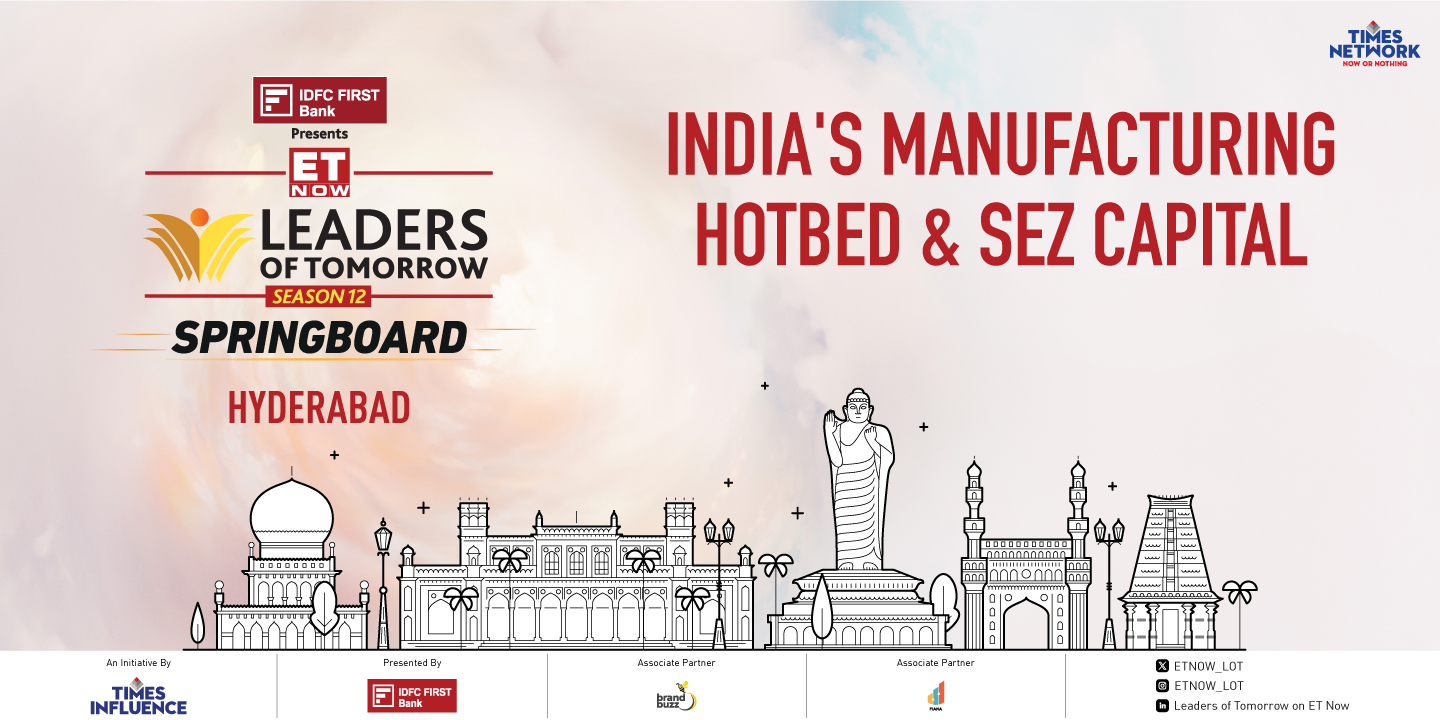 TIMES
NETWORK
NOW OR NOTHING
IDFC FIRST
Bank
Presents
ET
NOW
LEADERS
OF TOMORROW
SEASON 12
SPRINGBOARD
HYDERABAD
INDIA'S MANUFACTURING
HOTBED & SEZ CAPITAL
An Initiative By
TIMES
INFLUENCE
Presented By
IDFC FIRST
Bank
Associate Partner
brand
buzz
Associate Partner
FIANA
ETNOW_LOT
ETNOW_LOT
Leaders of Tomorrow on ET Now